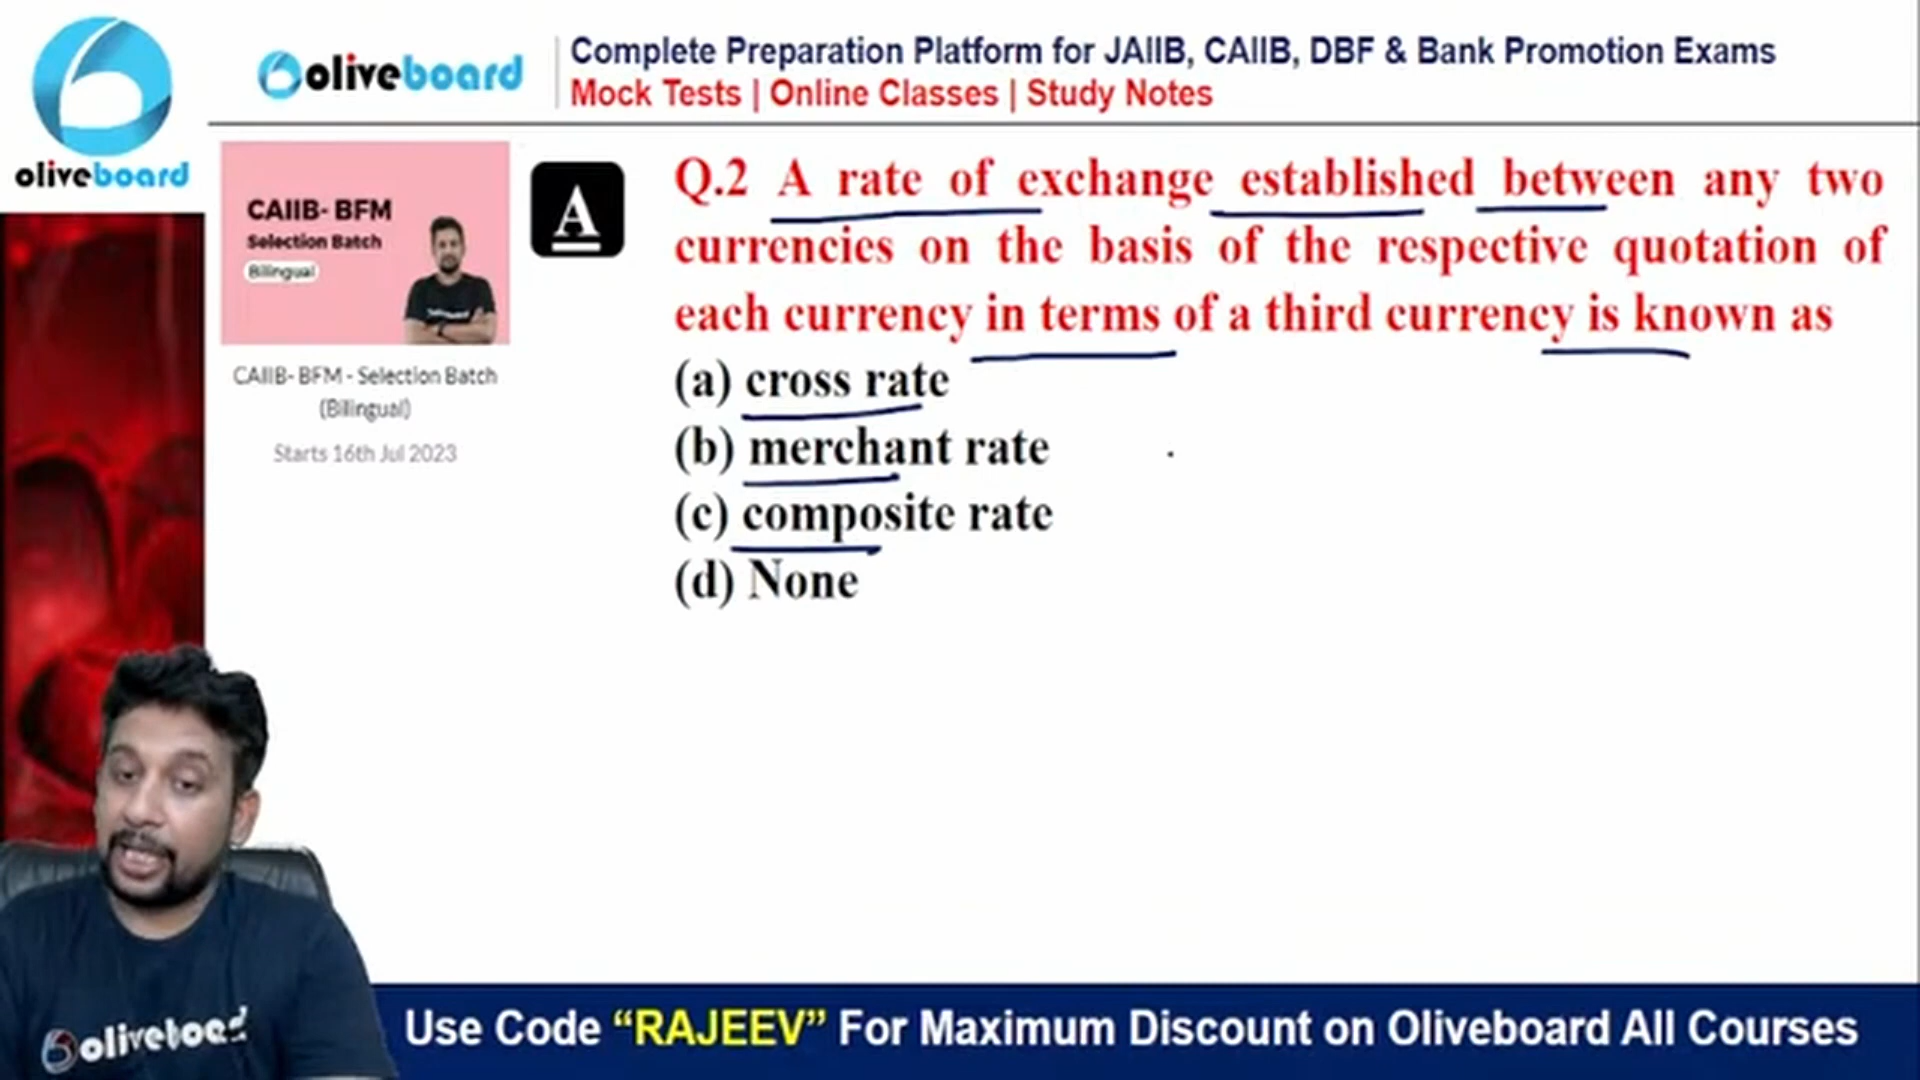 oliveboard
oliveboard
Complete Preparation Platform for JAIIB, CAIIB, DBF & Bank Promotion Exams
Mock Tests | Online Classes | Study Notes
CAIIB- BFM
Selection Batch
Bilingual
CAIIB- BFM - Selection Batch
(Bilingual)
Starts 16th Jul 2023
A
Q.2 A rate of exchange established between any two
currencies on the basis of the respective quotation of
each currency in terms of a third currency is known as
(a) cross rate
(b) merchant rate
(c) composite rate
(d) None
Use Code “RAJEEV” For Maximum Discount on Oliveboard All Courses